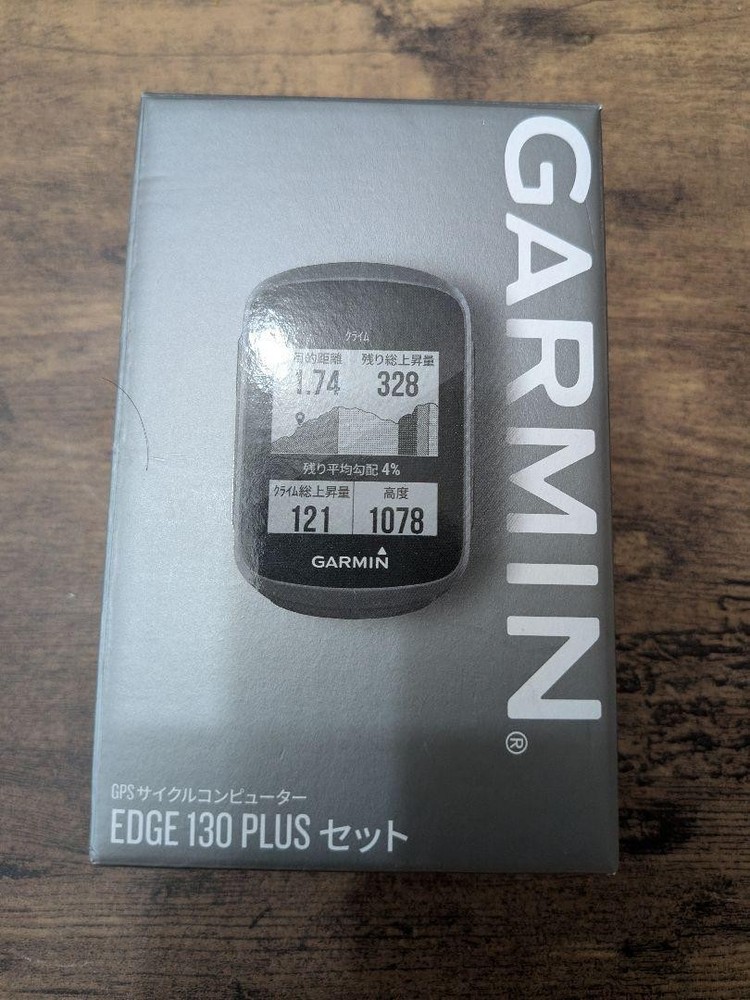 GARMIN®
クライム
目的距離 残り総上昇量
1.74 328
残り平均勾配 4%
クライム総上昇量 高度
121 1078
GARMIN
GPSサイクルコンピューター
EDGE 130 PLUS セット